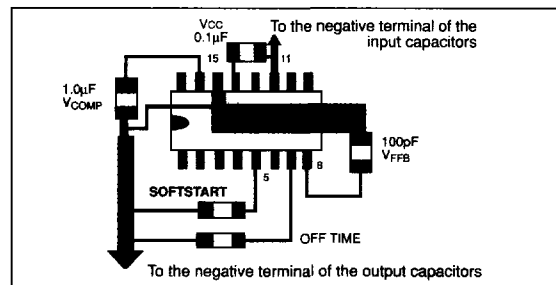 To the negative terminal of the
input capacitors
VCC
0.1µF
15
11
1.0µF
VCOMP
100pF
VFFB
5
8
SOFTSTART
OFF TIME
To the negative terminal of the output capacitors